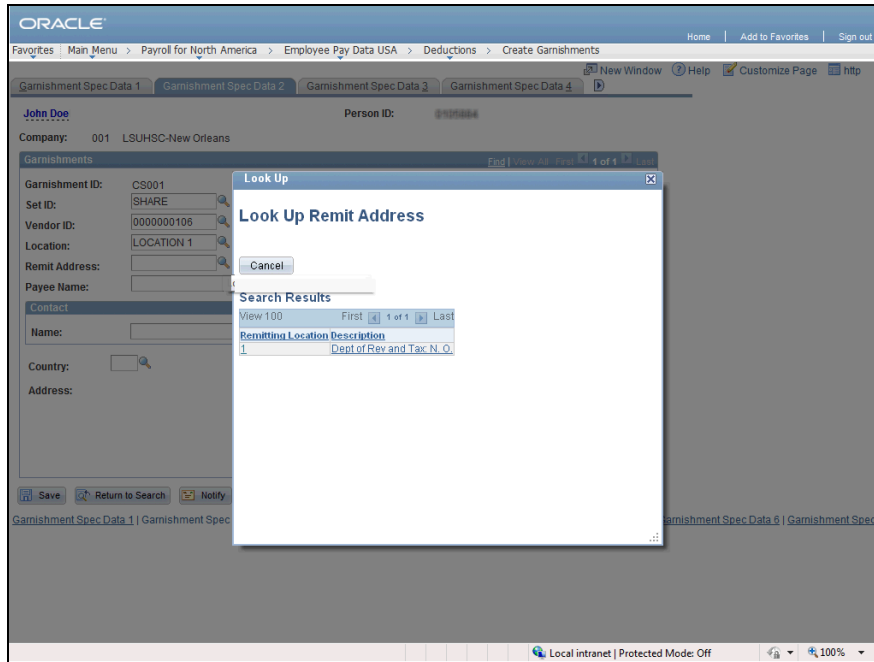 ORACLE
Home | Add to Favorites | Sign out
Favorites Main Menu > Payroll for North America > Employee Pay Data USA > Deductions > Create Garnishments
New Window Help Customize Page http
Garnishment Spec Data 1 Garnishment Spec Data 2 Garnishment Spec Data 3 Garnishment Spec Data 4
John Doe Person ID:
Company: 001 LSUHSC-New Orleans
Garnishments Find | View All First 1 of 1 Last
Garnishment ID: CS001
Set ID: SHARE
Vendor ID: 0000000106
Location: LOCATION 1
Remit Address:
Payee Name:
Contact
Name:
Country:
Address:
Look Up
Look Up Remit Address
Cancel
Search Results
View 100 First 1 of 1 Last
Remitting Location Description
1 Dept of Rev and Tax: N. O.
Save Return to Search Notify
Garnishment Spec Data 1 | Garnishment Spec
Garnishment Spec Data 6 | Garnishment Spec
Local intranet | Protected Mode: Off 100%